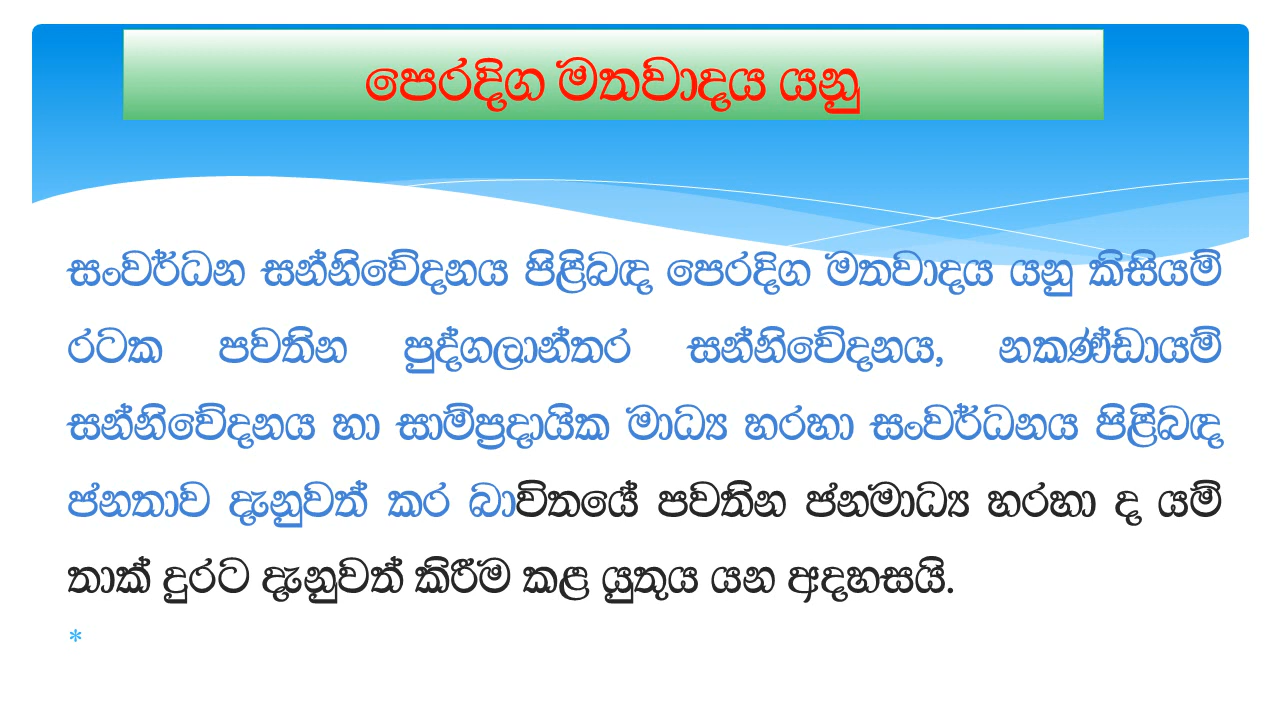 පෙරදිග මතවාදය යනු
සංවර්ධන සන්නිවේදනය පිළිබඳ පෙරදිග මතවාදය යනු කිසියම්
රටක පවතින පුද්ගලාන්තර සන්නිවේදනය, නකණ්ඩායම්
සන්නිවේදනය හා සාම්ප්‍රදායික මාධ්‍ය හරහා සංවර්ධනය පිළිබඳ
ජනතාව දැනුවත් කර බාවිතයේ පවතින ජනමාධ්‍ය හරහා ද යම්
තාක් දුරට දැනුවත් කිරීම කළ යුතුය යන අදහසයි.
*